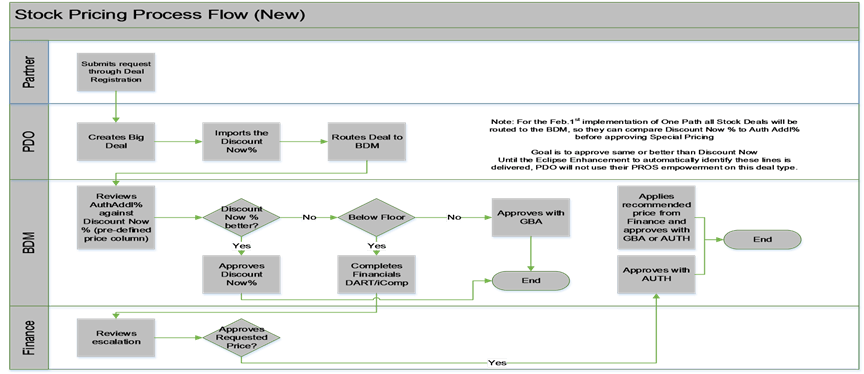 Stock Pricing Process Flow (New)
Partner
Submits request
through Deal
Registration
PDO
Creates Big
Deal
Imports the
Discount
Now%
Routes Deal to
BDM
Note: For the Feb.1st implementation of One Path all Stock Deals will be
routed to the BDM, so they can compare Discount Now % to Auth Addl%
before approving Special Pricing
Goal is to approve same or better than Discount Now
Until the Eclipse Enhancement to automatically identify these lines is
delivered, PDO will not use their PROS empowerment on this deal type.
BDM
Reviews
AuthAddl%
against
Discount Now
% (pre-defined
price column)
Discount
Now %
better?
No
Below Floor
No
Approves with
GBA
Applies
recommended
price from
Finance and
approves with
GBA or AUTH
End
Yes
Yes
Approves
Discount
Now%
Completes
Financials
DART/iComp
End
Approves with
AUTH
Finance
Reviews
escalation
Approves
Requested
Price?
Yes